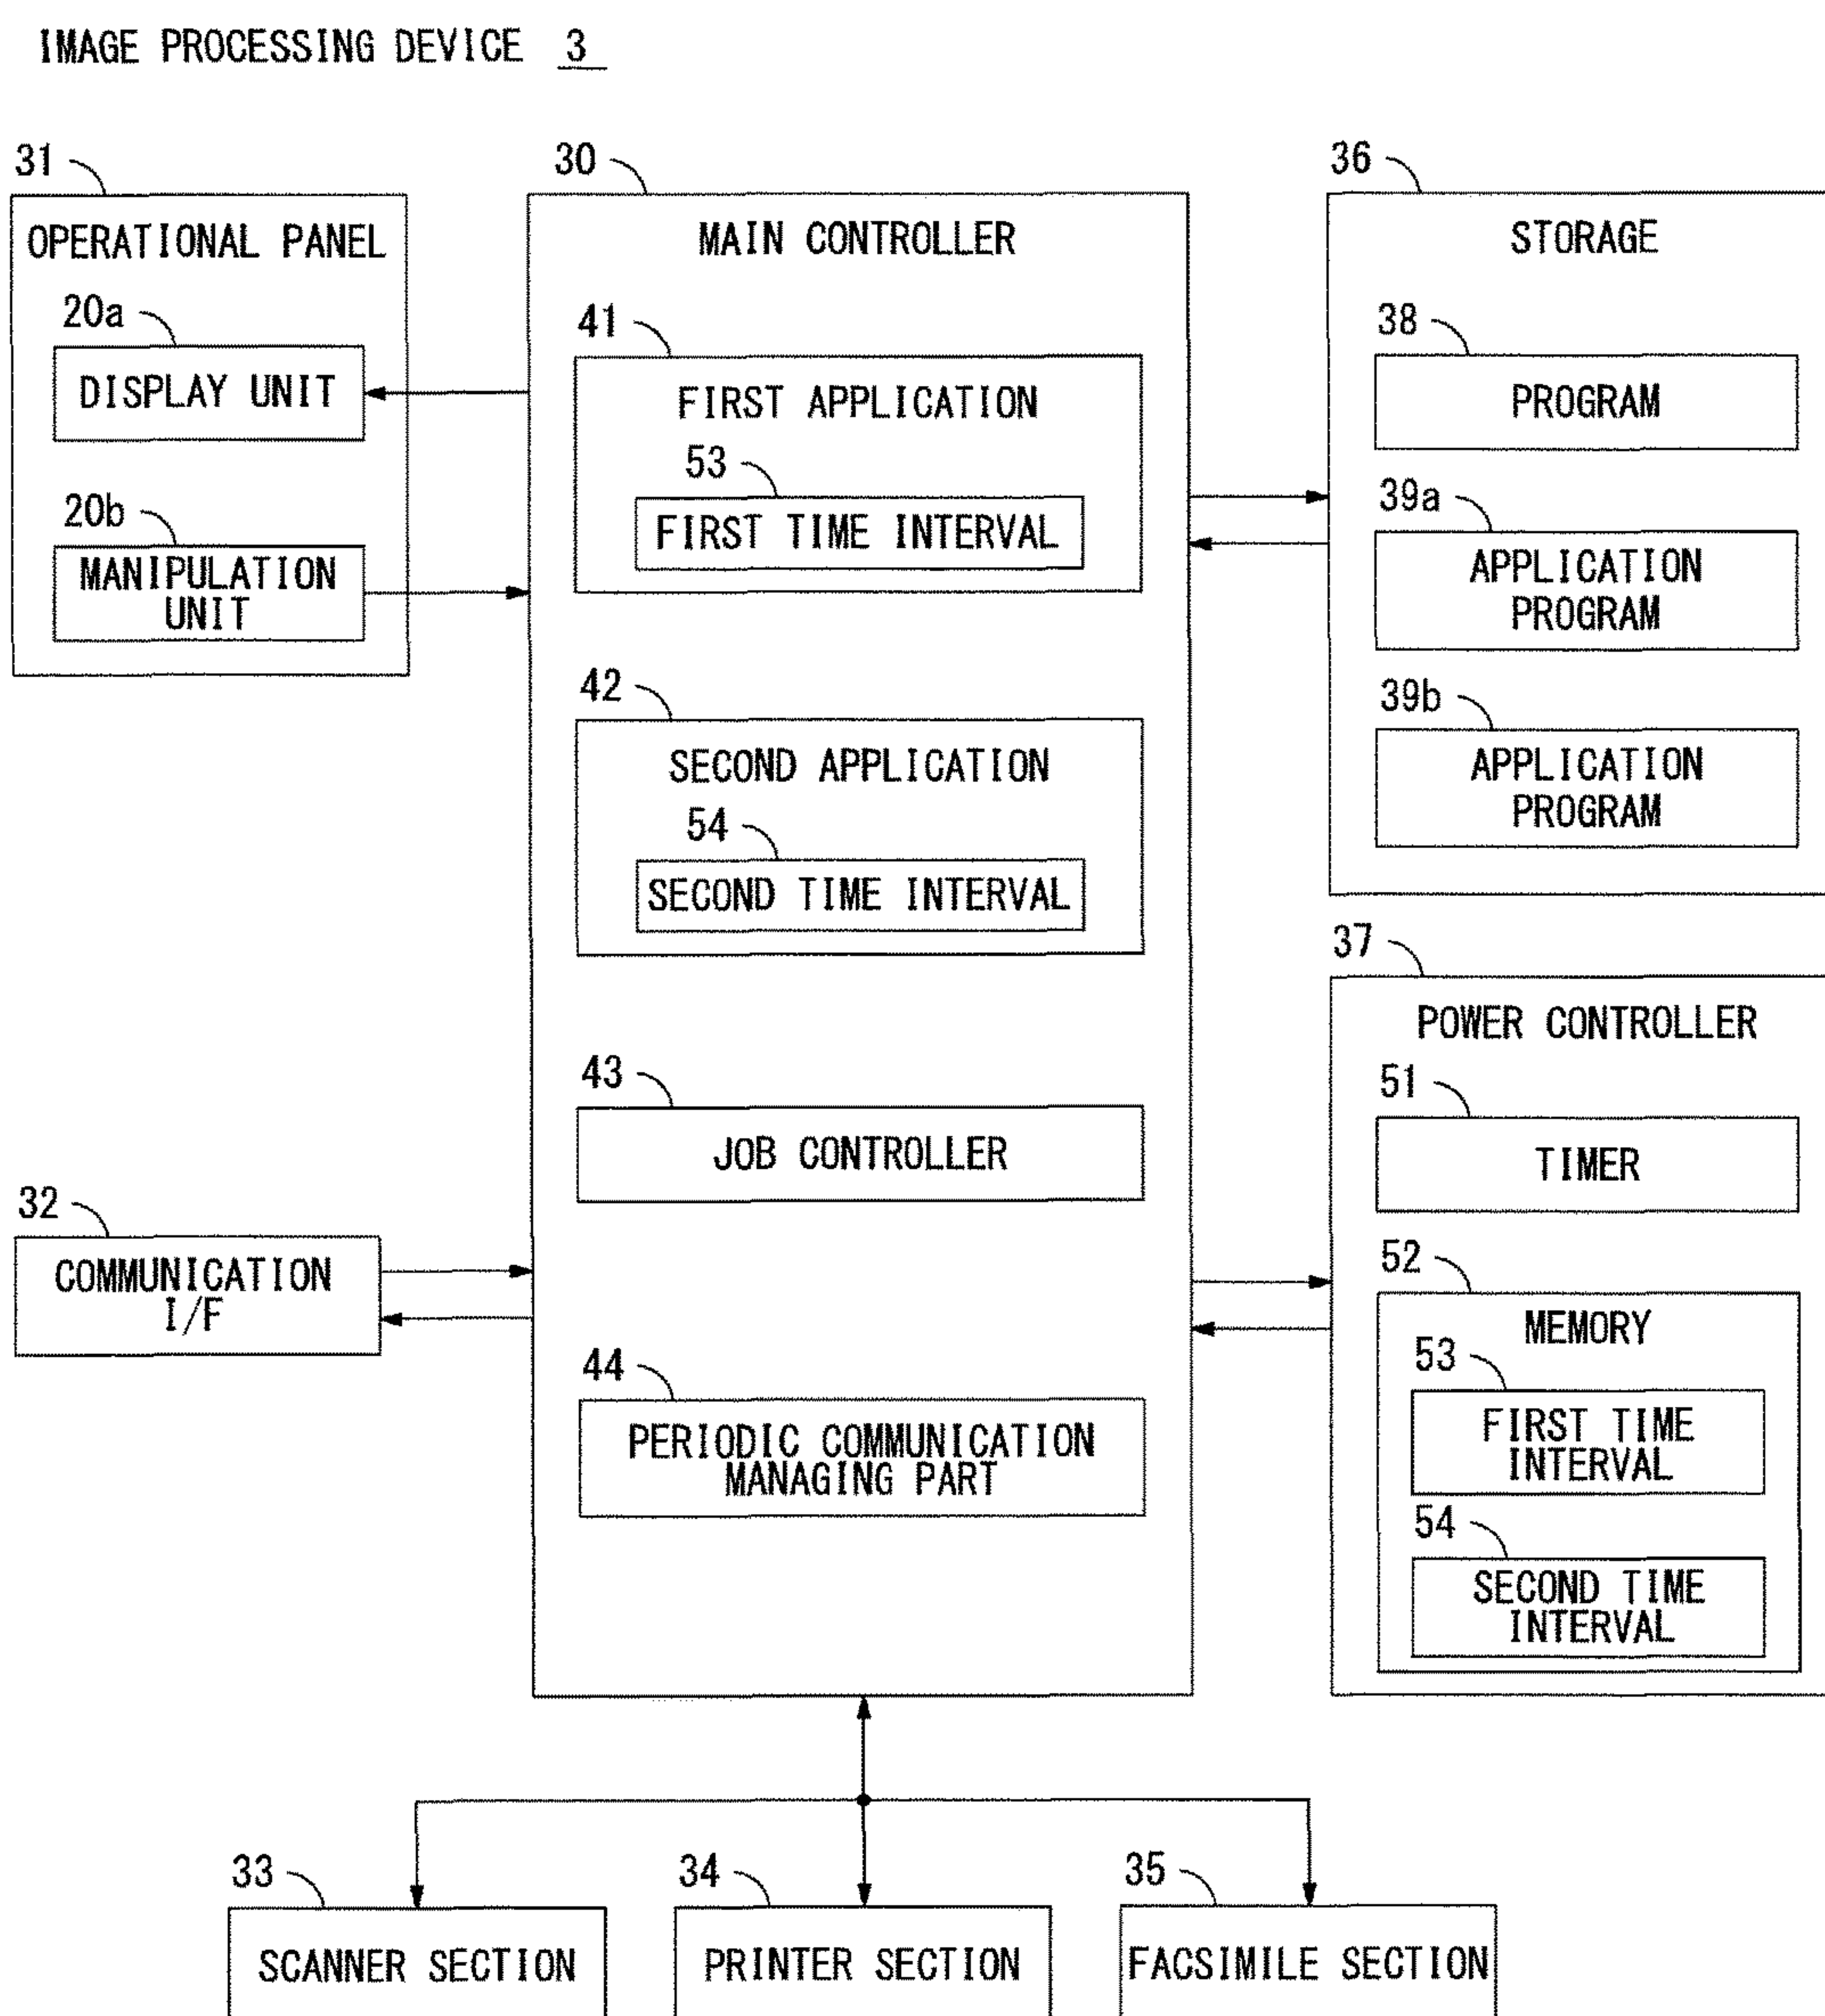 IMAGE PROCESSING DEVICE 3
31
OPERATIONAL PANEL
20a
DISPLAY UNIT
20b
MANIPULATION
UNIT
32
COMMUNICATION
I/F
30
MAIN CONTROLLER
41
FIRST APPLICATION
53
FIRST TIME INTERVAL
42
SECOND APPLICATION
54
SECOND TIME INTERVAL
43
JOB CONTROLLER
44
PERIODIC COMMUNICATION
MANAGING PART
36
STORAGE
38
PROGRAM
39a
APPLICATION
PROGRAM
39b
APPLICATION
PROGRAM
37
POWER CONTROLLER
51
TIMER
52
MEMORY
53
FIRST TIME
INTERVAL
54
SECOND TIME
INTERVAL
33
SCANNER SECTION
34
PRINTER SECTION
35
FACSIMILE SECTION